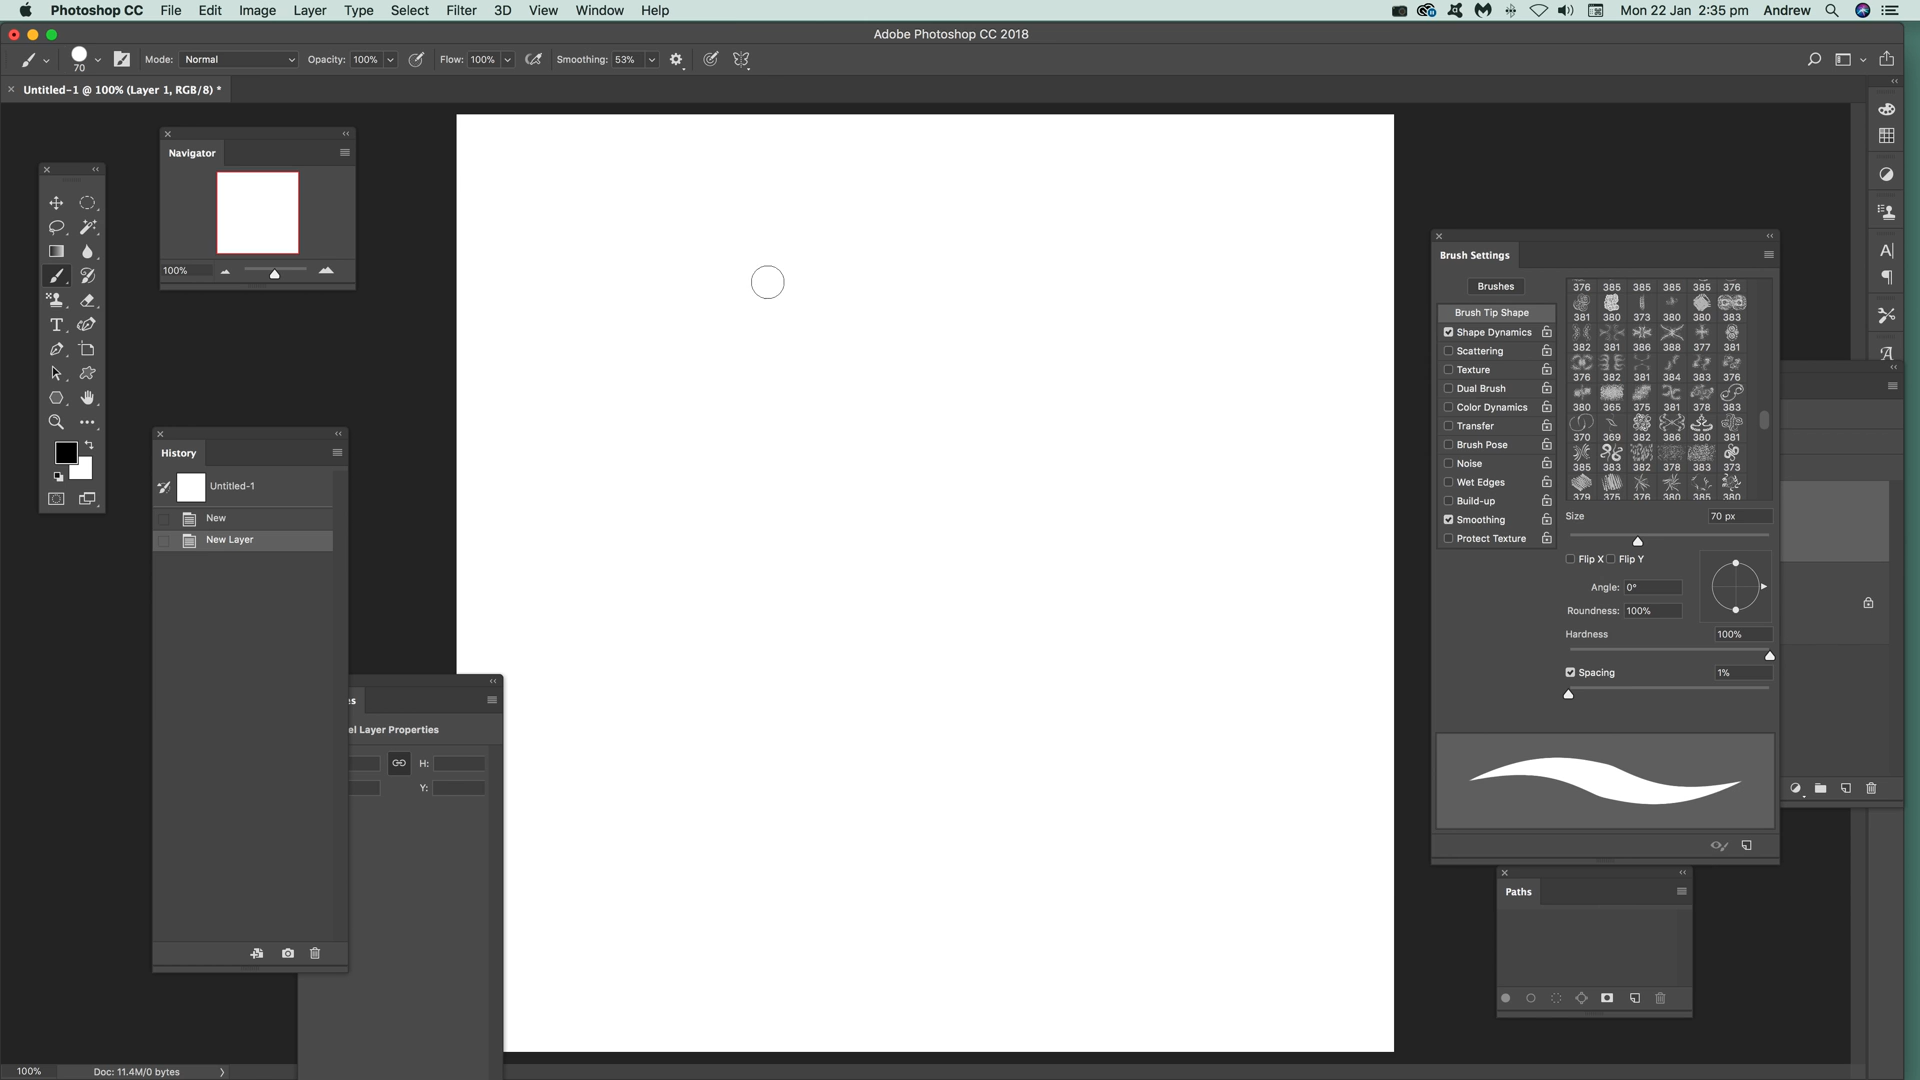 Photoshop CC File Edit Image Layer Type Select Filter 3D View Window Help Mon 22 Jan 2:35 pm Andrew
Adobe Photoshop CC 2018
70 Mode: Normal Opacity: 100% Flow: 100% Smoothing: 53%
Untitled-1 @ 100% (Layer 1, RGB/8) *
Navigator
100%
History
Untitled-1
New
New Layer
es
el Layer Properties
H:
Y:
Brush Settings
Brushes
Brush Tip Shape
Shape Dynamics
Scattering
Texture
Dual Brush
Color Dynamics
Transfer
Brush Pose
Noise
Wet Edges
Build-up
Smoothing
Protect Texture
376 385 385 385 385 376
381 380 373 380 380 383
382 381 386 388 377 381
376 382 381 384 383 376
380 365 375 381 378 383
370 369 382 386 380 381
385 383 382 378 383 373
379 375 376 380 385 380
Size 70 px
Flip X Flip Y
Angle: 0°
Roundness: 100%
Hardness 100%
Spacing 1%
Paths
100% Doc: 11.4M/0 bytes